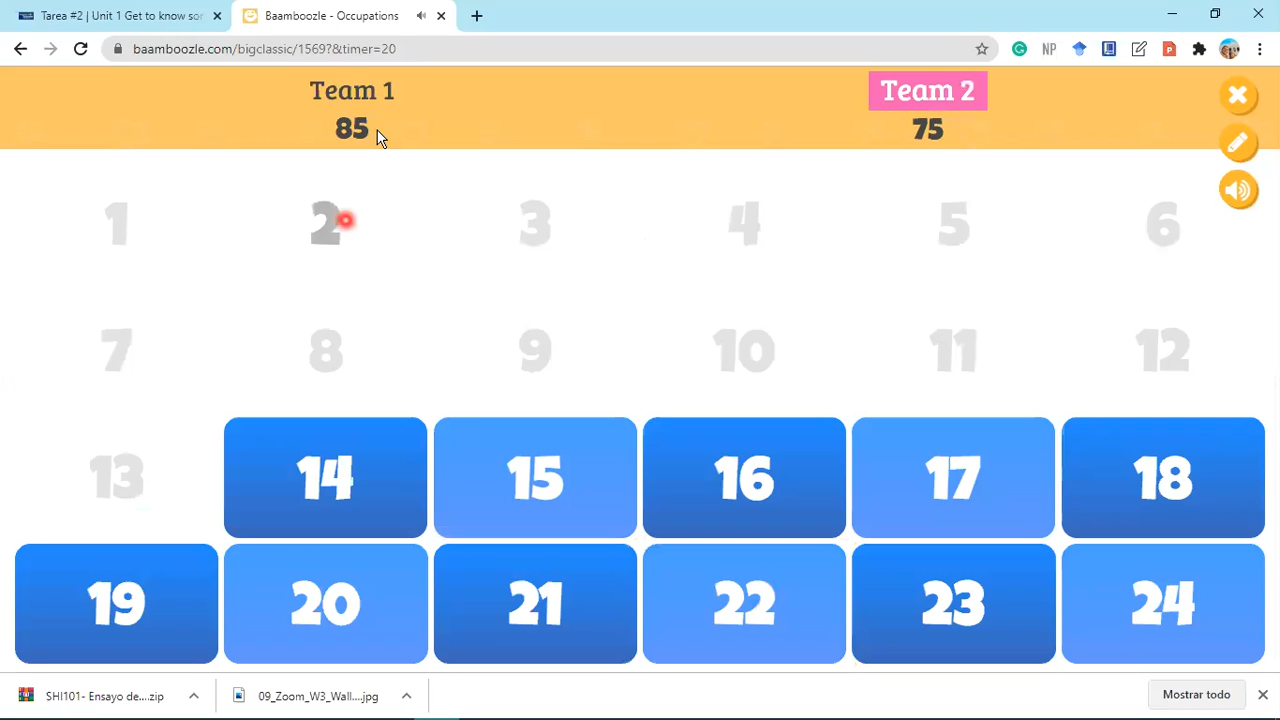 Tarea #2 | Unit 1 Get to know sor
Baamboozle - Occupations
baamboozle.com/bigclassic/1569?&timer=20
NP
Team 1
85
Team 2
75
1 2 3 4 5 6
7 8 9 10 11 12
13 14 15 16 17 18
19 20 21 22 23 24
SHI101- Ensayo de....zip
09_Zoom_W3_Wall....jpg
Mostrar todo